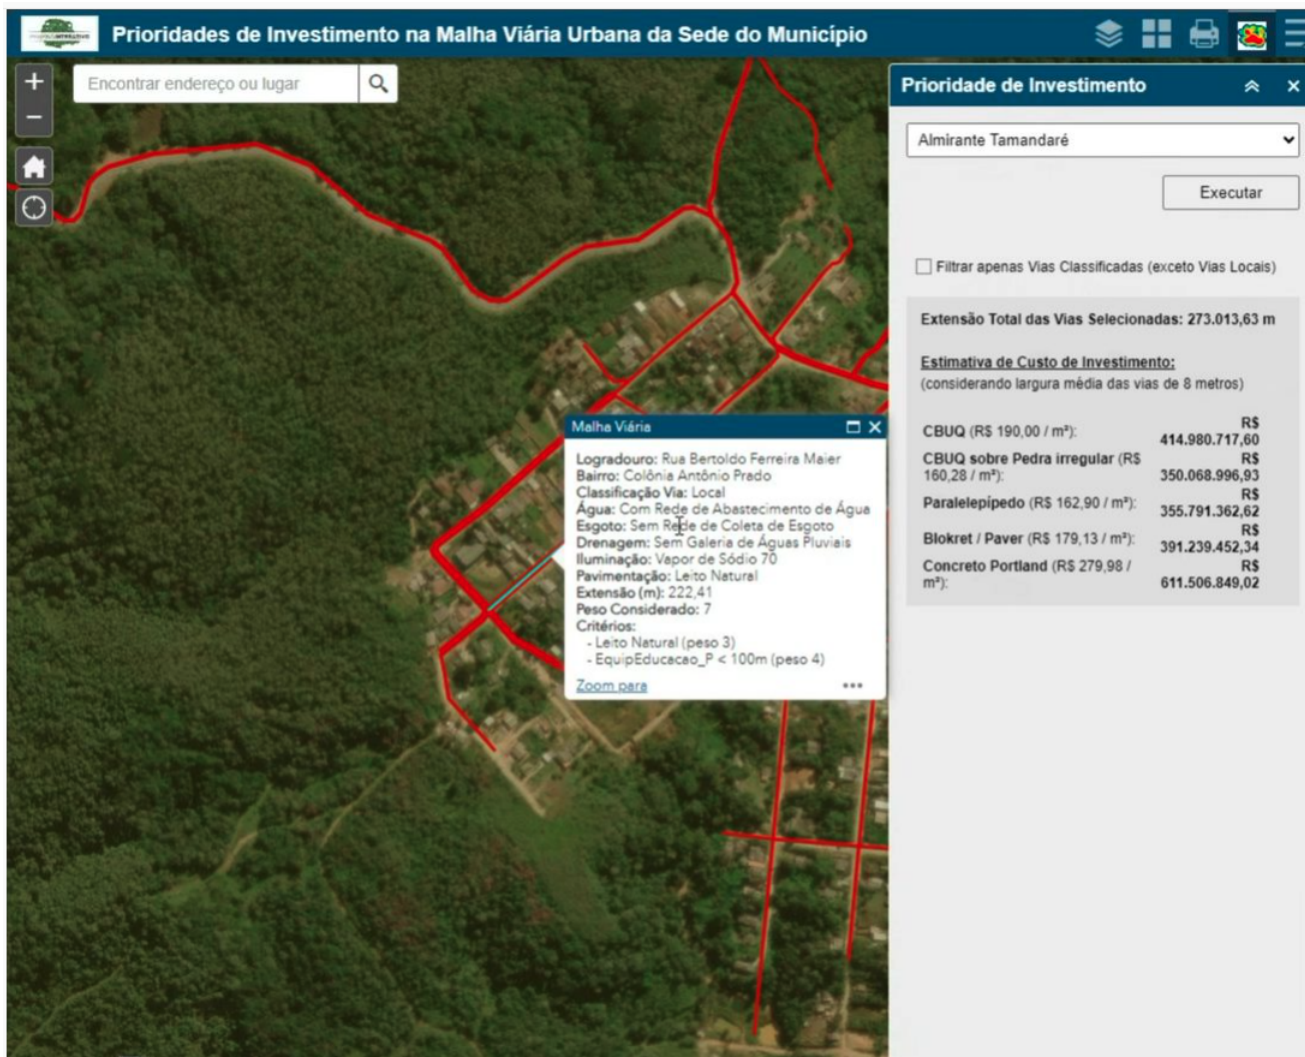 Prioridades de Investimento na Malha Viária Urbana da Sede do Município
+
Encontrar endereço ou lugar
−
Malha Viária
Logradouro: Rua Bertoldo Ferreira Maier
Bairro: Colônia Antônio Prado
Classificação Via: Local
Água: Com Rede de Abastecimento de Água
Esgoto: Sem Rede de Coleta de Esgoto
Drenagem: Sem Galeria de Águas Pluviais
Iluminação: Vapor de Sódio 70
Pavimentação: Leito Natural
Extensão (m): 222,41
Peso Considerado: 7
Critérios:
- Leito Natural (peso 3)
- EquipEducacao_P < 100m (peso 4)
Zoom para
Prioridade de Investimento
Almirante Tamandaré
Executar
Filtrar apenas Vias Classificadas (exceto Vias Locais)
Extensão Total das Vias Selecionadas: 273.013,63 m
Estimativa de Custo de Investimento:
(considerando largura média das vias de 8 metros)
CBUQ (R$ 190,00 / m²): R$
414.980.717,60
CBUQ sobre Pedra irregular (R$ R$
160,28 / m²): 350.068.996,93
Paralelepípedo (R$ 162,90 / m²): R$
355.791.362,62
Blokret / Paver (R$ 179,13 / m²): R$
391.239.452,34
Concreto Portland (R$ 279,98 / R$
m²): 611.506.849,02